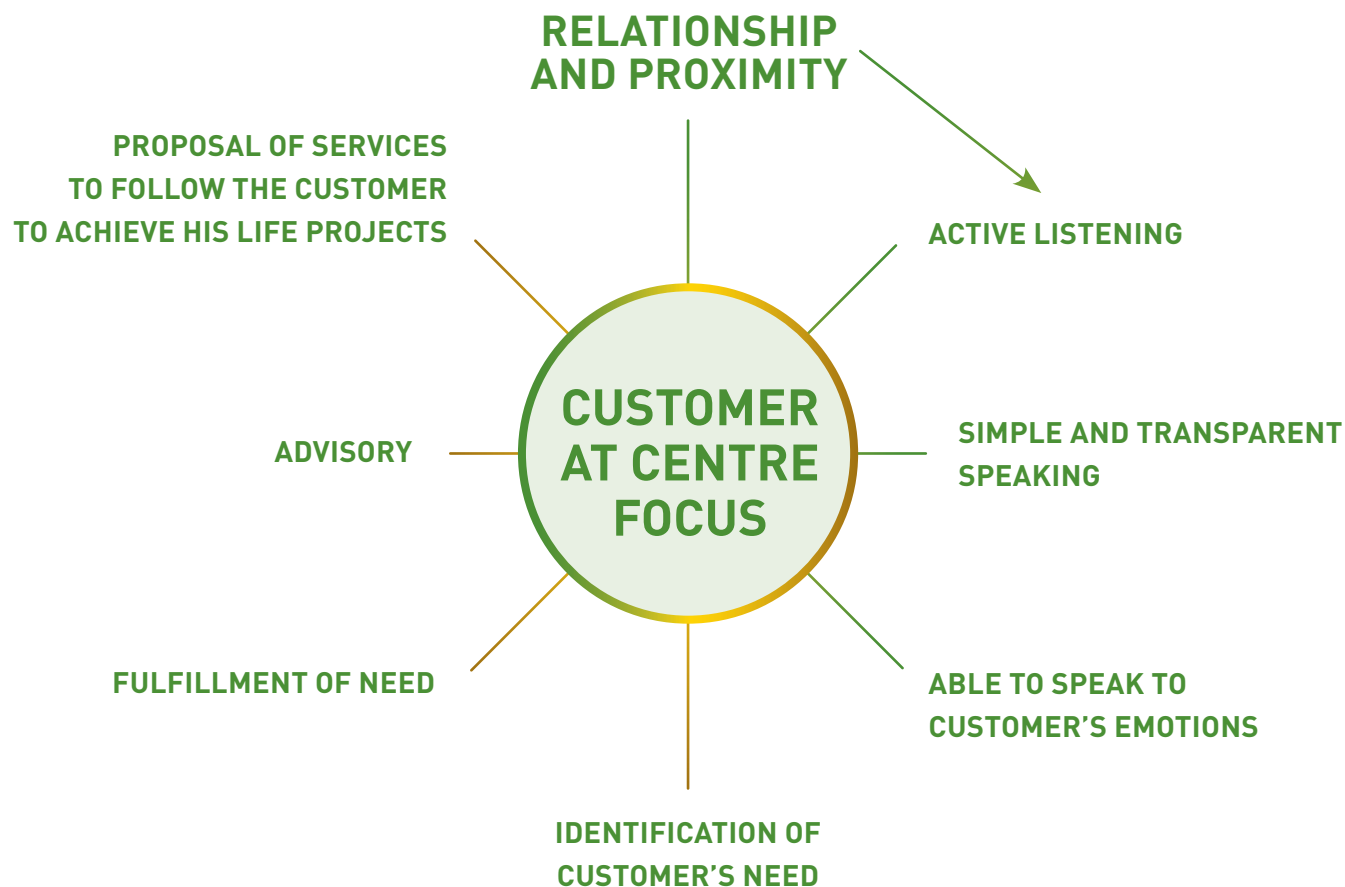 RELATIONSHIP
AND PROXIMITY
ACTIVE LISTENING
SIMPLE AND TRANSPARENT
SPEAKING
ABLE TO SPEAK TO
CUSTOMER’S EMOTIONS
IDENTIFICATION OF
CUSTOMER’S NEED
FULFILLMENT OF NEED
ADVISORY
PROPOSAL OF SERVICES
TO FOLLOW THE CUSTOMER
TO ACHIEVE HIS LIFE PROJECTS
CUSTOMER
AT CENTRE
FOCUS